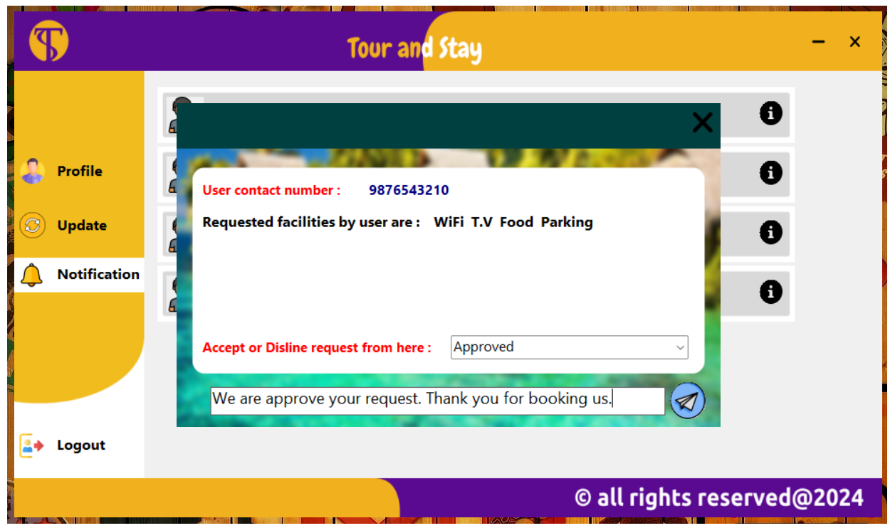 Tour and Stay
Profile
Update
Notification
Logout
User contact number : 9876543210
Requested facilities by user are : WiFi T.V Food Parking
Accept or Disline request from here : Approved
We are approve your request. Thank you for booking us.
© all rights reserved@2024